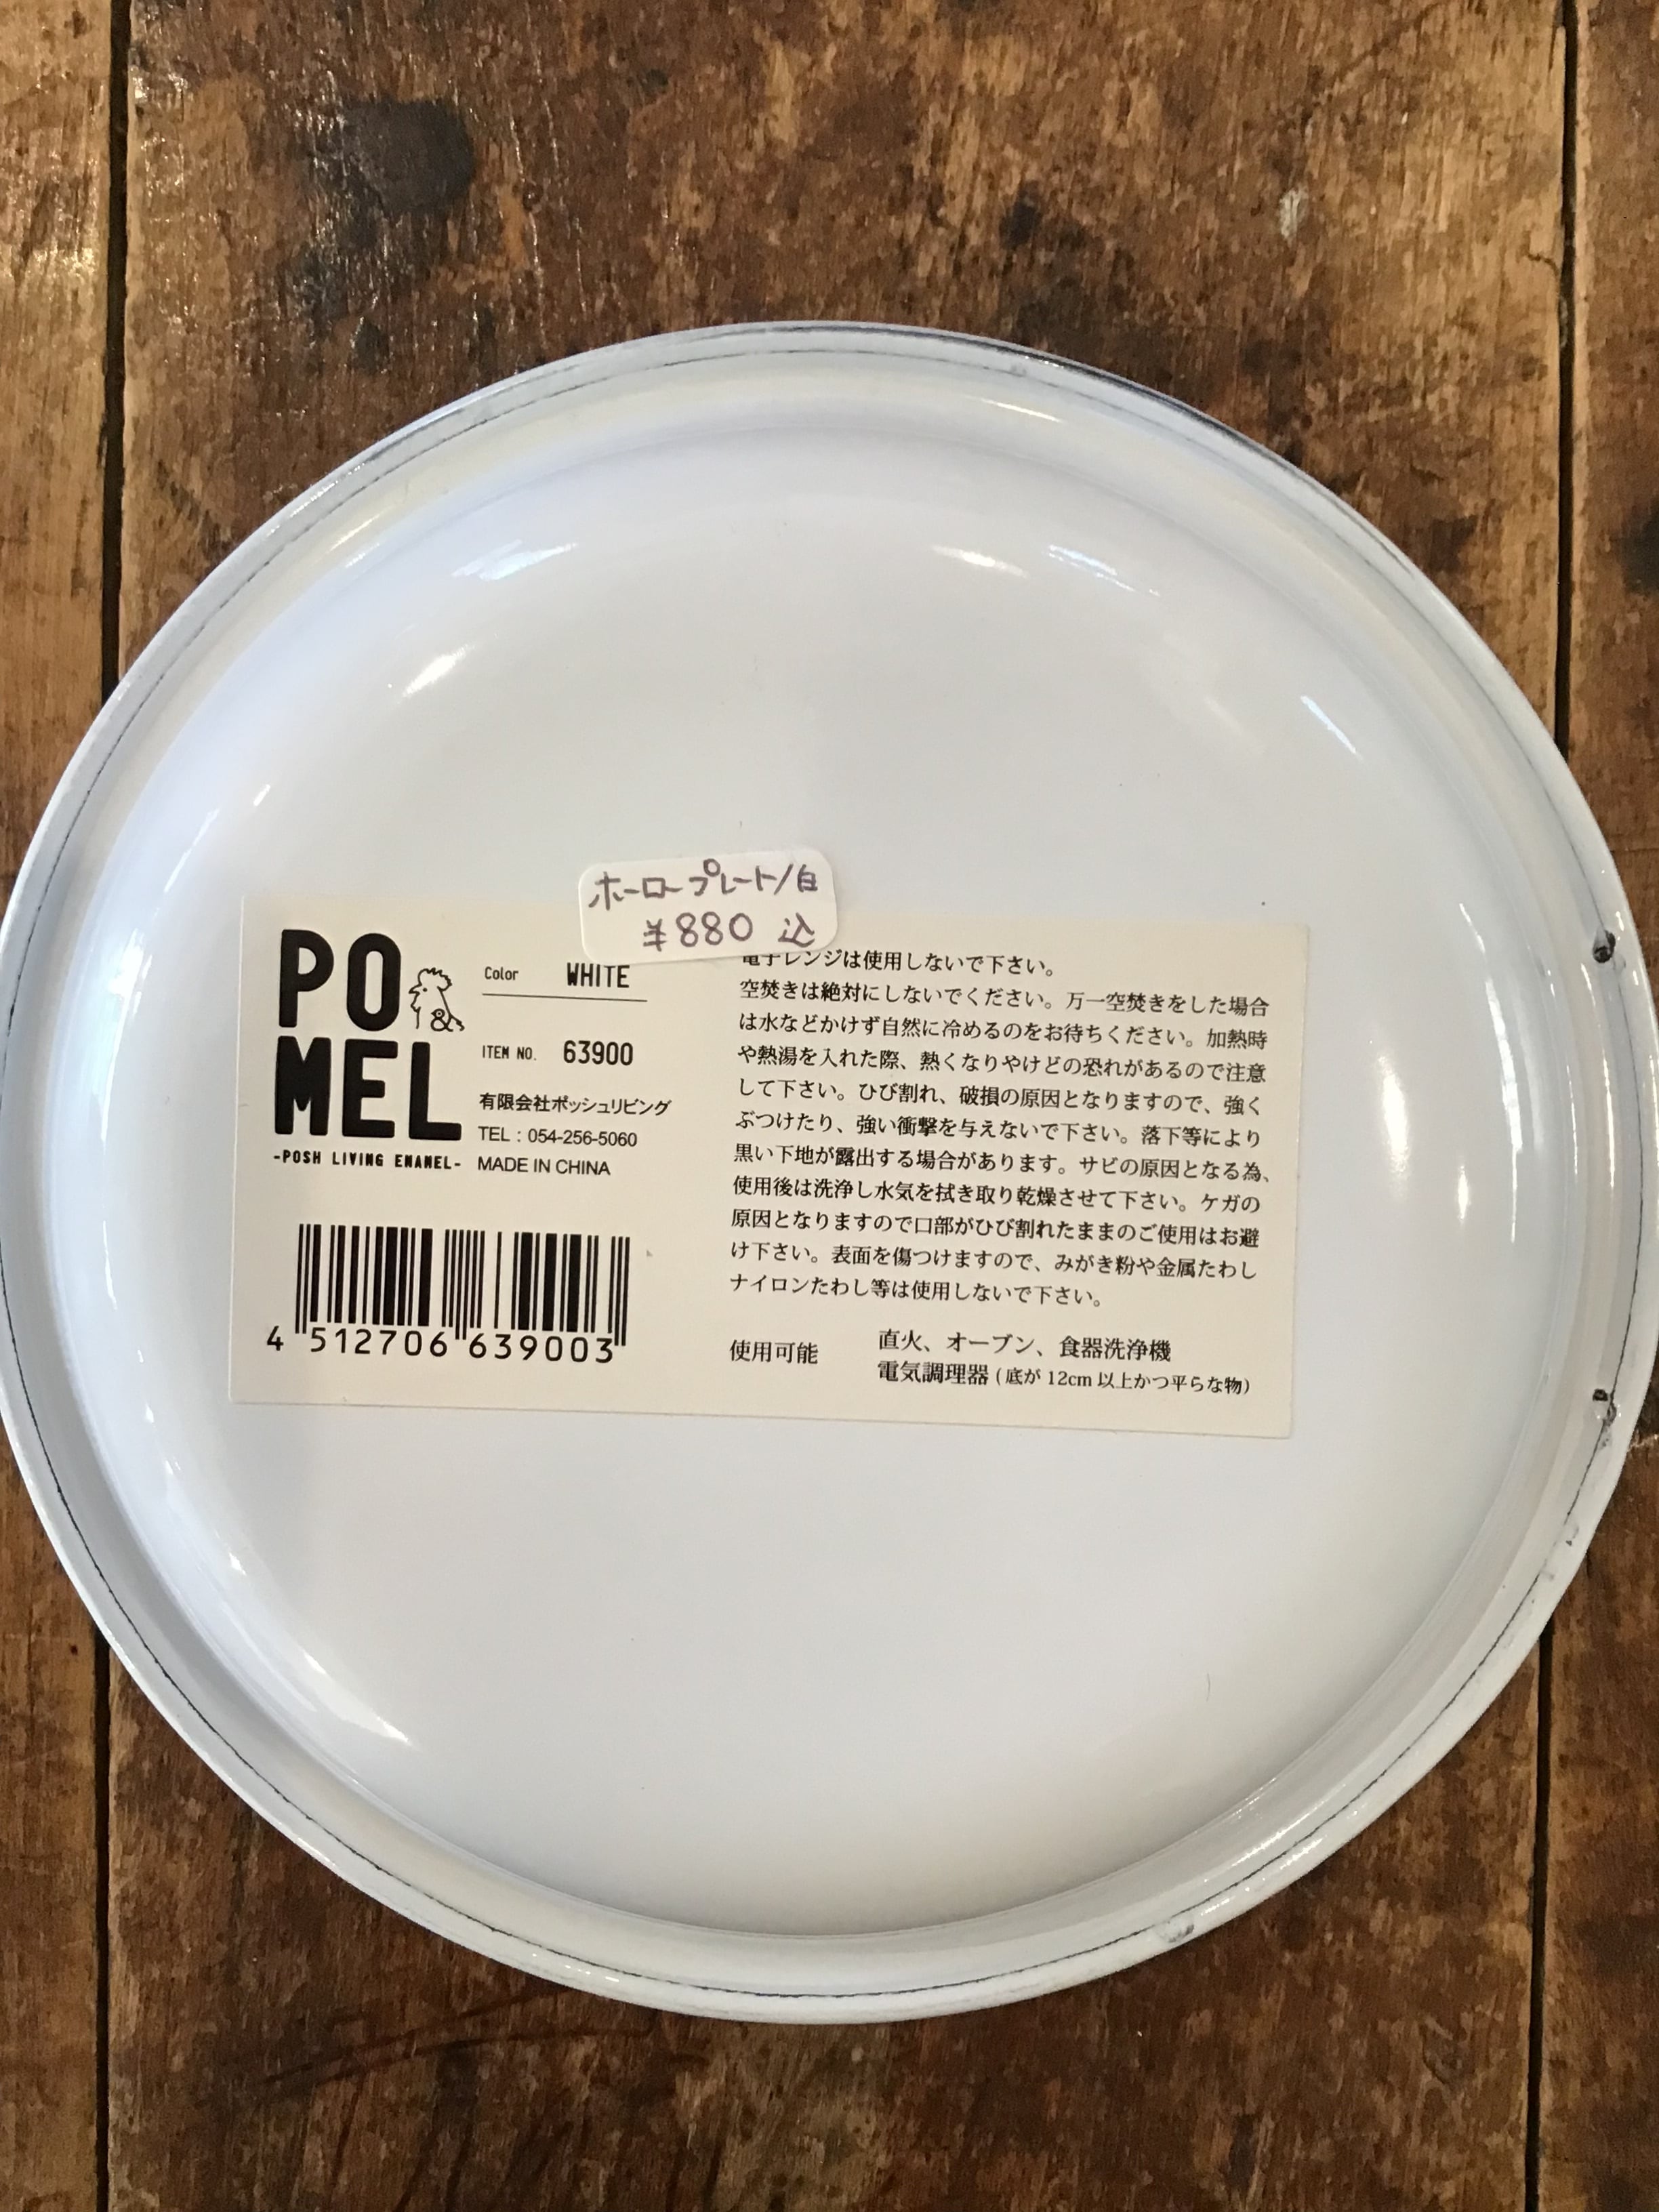 ホーロープレート/白
¥880 込
PO&
MEL
-POSH LIVING ENAMEL-
Color WHITE
ITEM NO. 63900
有限会社ポッシュリビング
TEL : 054-256-5060
MADE IN CHINA
4 512706 639003
電子レンジは使用しないで下さい。
空焚きは絶対にしないでください。万一空焚きをした場合
は水などかけず自然に冷めるのをお待ちください。加熱時
や熱湯を入れた際、熱くなりやけどの恐れがあるので注意
して下さい。ひび割れ、破損の原因となりますので、強く
ぶつけたり、強い衝撃を与えないで下さい。落下等により
黒い下地が露出する場合があります。サビの原因となる為、
使用後は洗浄し水気を拭き取り乾燥させて下さい。ケガの
原因となりますので口部がひび割れたままのご使用はお避
け下さい。表面を傷つけますので、みがき粉や金属たわし
ナイロンたわし等は使用しないで下さい。
使用可能 直火、オーブン、食器洗浄機
電気調理器 (底が 12cm 以上かつ平らな物)